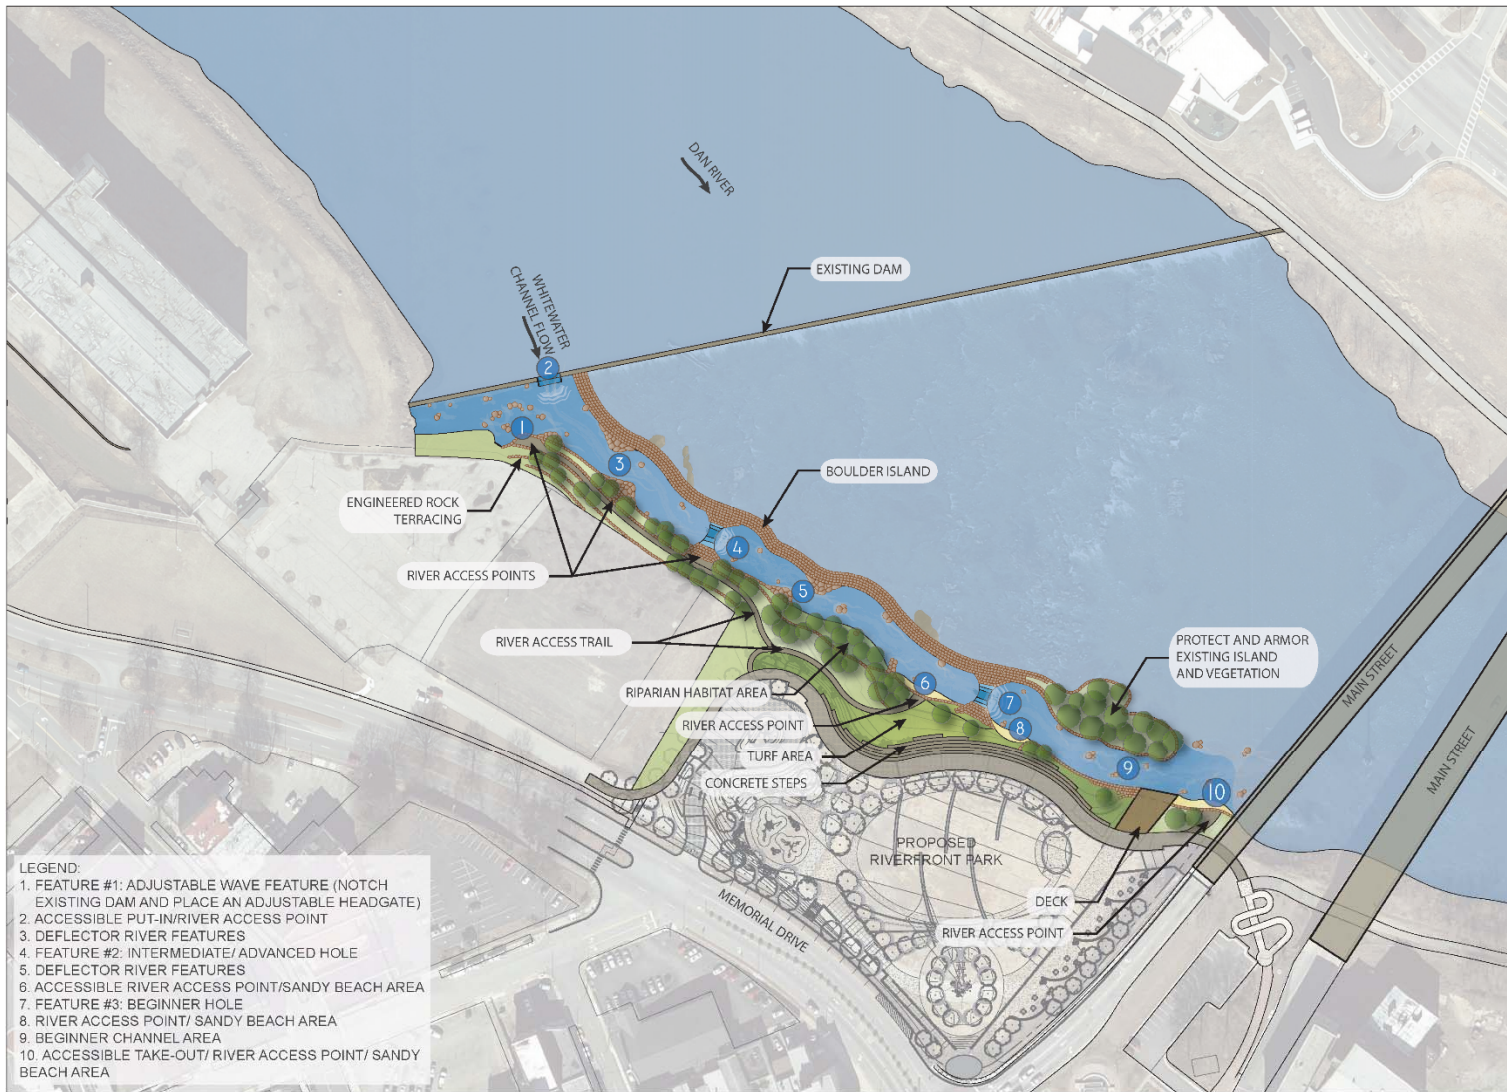 DAN RIVER
EXISTING DAM
WHITEWATER
CHANNEL FLOW
2
1
3
BOULDER ISLAND
ENGINEERED ROCK
TERRACING
4
RIVER ACCESS POINTS
5
RIVER ACCESS TRAIL
PROTECT AND ARMOR
EXISTING ISLAND
AND VEGETATION
MAIN STREET
MAIN STREET
RIPARIAN HABITAT AREA
6
7
RIVER ACCESS POINT
8
TURF AREA
9
CONCRETE STEPS
10
PROPOSED
RIVERFRONT PARK
DECK
RIVER ACCESS POINT
MEMORIAL DRIVE
LEGEND:
1. FEATURE #1: ADJUSTABLE WAVE FEATURE (NOTCH
EXISTING DAM AND PLACE AN ADJUSTABLE HEADGATE)
2. ACCESSIBLE PUT-IN/RIVER ACCESS POINT
3. DEFLECTOR RIVER FEATURES
4. FEATURE #2: INTERMEDIATE/ ADVANCED HOLE
5. DEFLECTOR RIVER FEATURES
6. ACCESSIBLE RIVER ACCESS POINT/SANDY BEACH AREA
7. FEATURE #3: BEGINNER HOLE
8. RIVER ACCESS POINT/ SANDY BEACH AREA
9. BEGINNER CHANNEL AREA
10. ACCESSIBLE TAKE-OUT/ RIVER ACCESS POINT/ SANDY
BEACH AREA